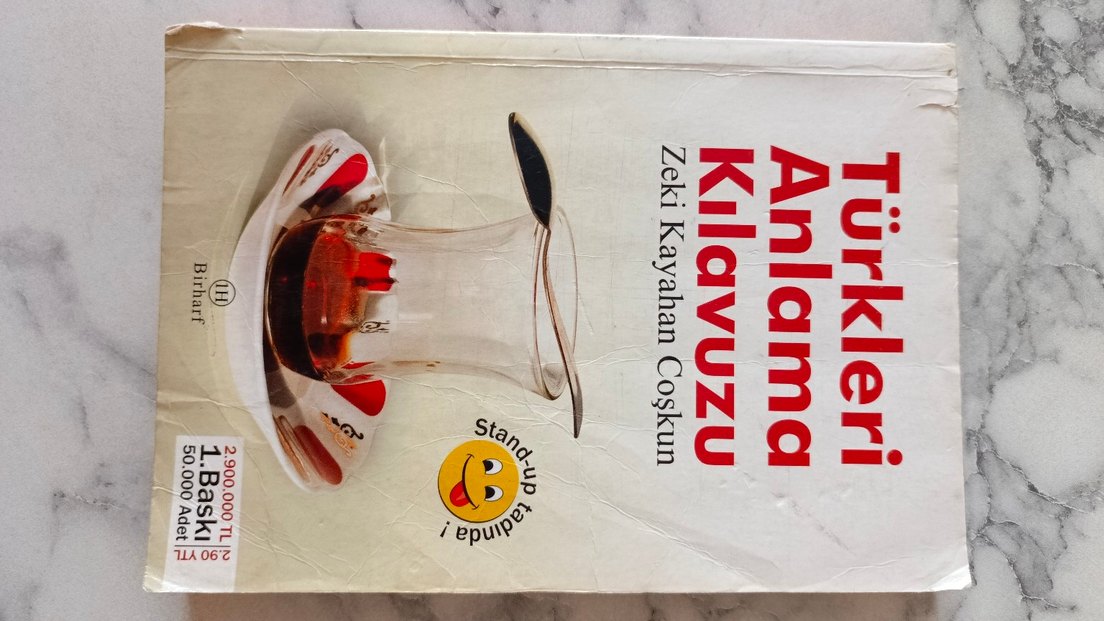 Türkleri
Anlama
Kılavuzu
Zeki Kayahan Coşkun
Stand-up tadında !
Birharf
2.900.000 TL | 2.90 YTL
1.Baskı
50.000 Adet